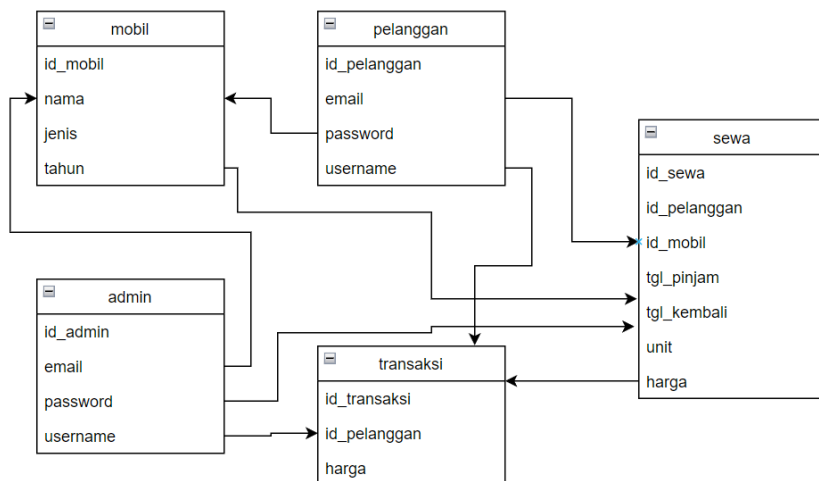 mobil
id_mobil
nama
jenis
tahun
pelanggan
id_pelanggan
email
password
username
sewa
id_sewa
id_pelanggan
id_mobil
tgl_pinjam
tgl_kembali
unit
harga
admin
id_admin
email
password
username
transaksi
id_transaksi
id_pelanggan
harga